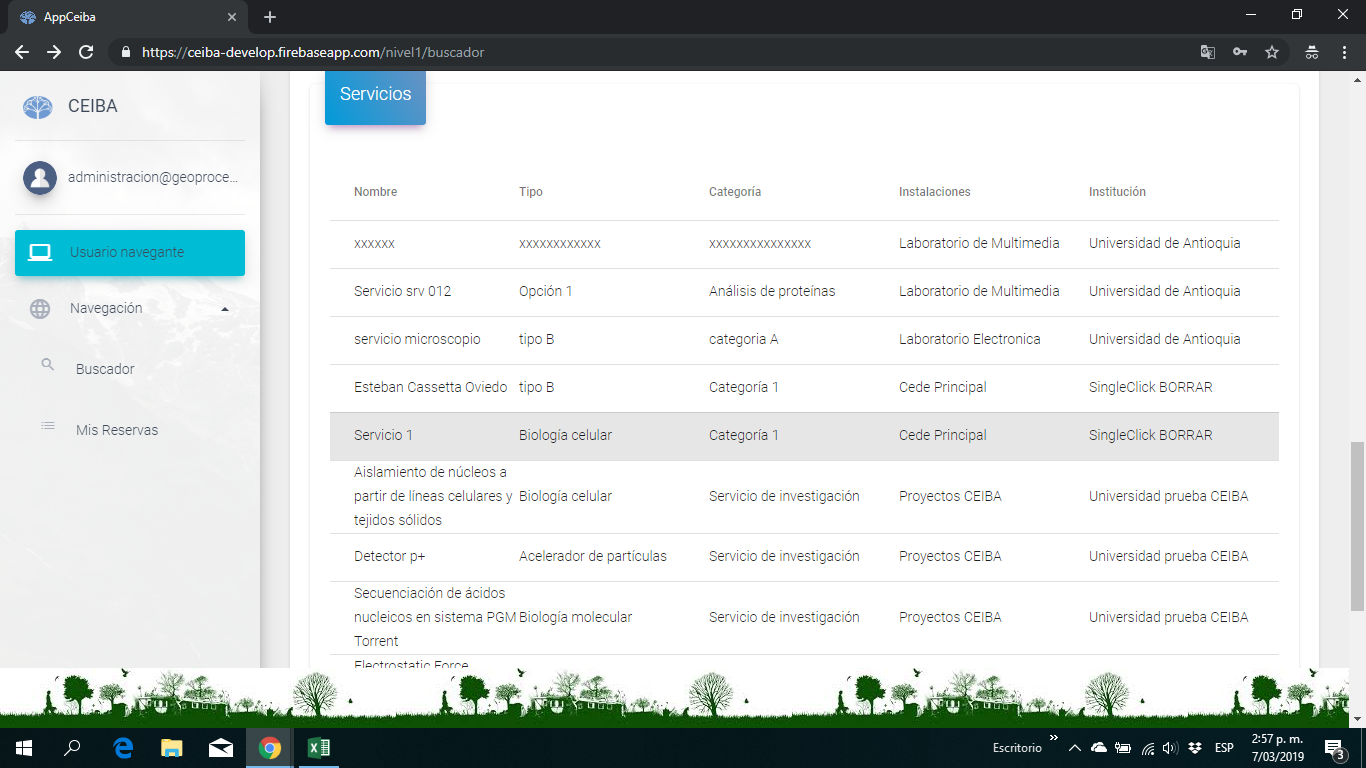 AppCeiba
https://ceiba-develop.firebaseapp.com/nivel1/buscador
CEIBA
administracion@geoproce...
Usuario navegante
Navegación
Buscador
Mis Reservas
Servicios
Nombre Tipo Categoría Instalaciones Institución
xxxxxx xxxxxxxxxxxx xxxxxxxxxxxxxxx Laboratorio de Multimedia Universidad de Antioquia
Servicio srv 012 Opción 1 Análisis de proteínas Laboratorio de Multimedia Universidad de Antioquia
servicio microscopio tipo B categoria A Laboratorio Electronica Universidad de Antioquia
Esteban Cassetta Oviedo tipo B Categoría 1 Cede Principal SingleClick BORRAR
Servicio 1 Biología celular Categoría 1 Cede Principal SingleClick BORRAR
Aislamiento de núcleos a
partir de líneas celulares y Biología celular Servicio de investigación Proyectos CEIBA Universidad prueba CEIBA
tejidos sólidos
Detector p+ Acelerador de partículas Servicio de investigación Proyectos CEIBA Universidad prueba CEIBA
Secuenciación de ácidos
nucleicos en sistema PGM Biología molecular Servicio de investigación Proyectos CEIBA Universidad prueba CEIBA
Torrent
Electrostatic Force
Escritorio
ESP
2:57 p. m.
7/03/2019
3